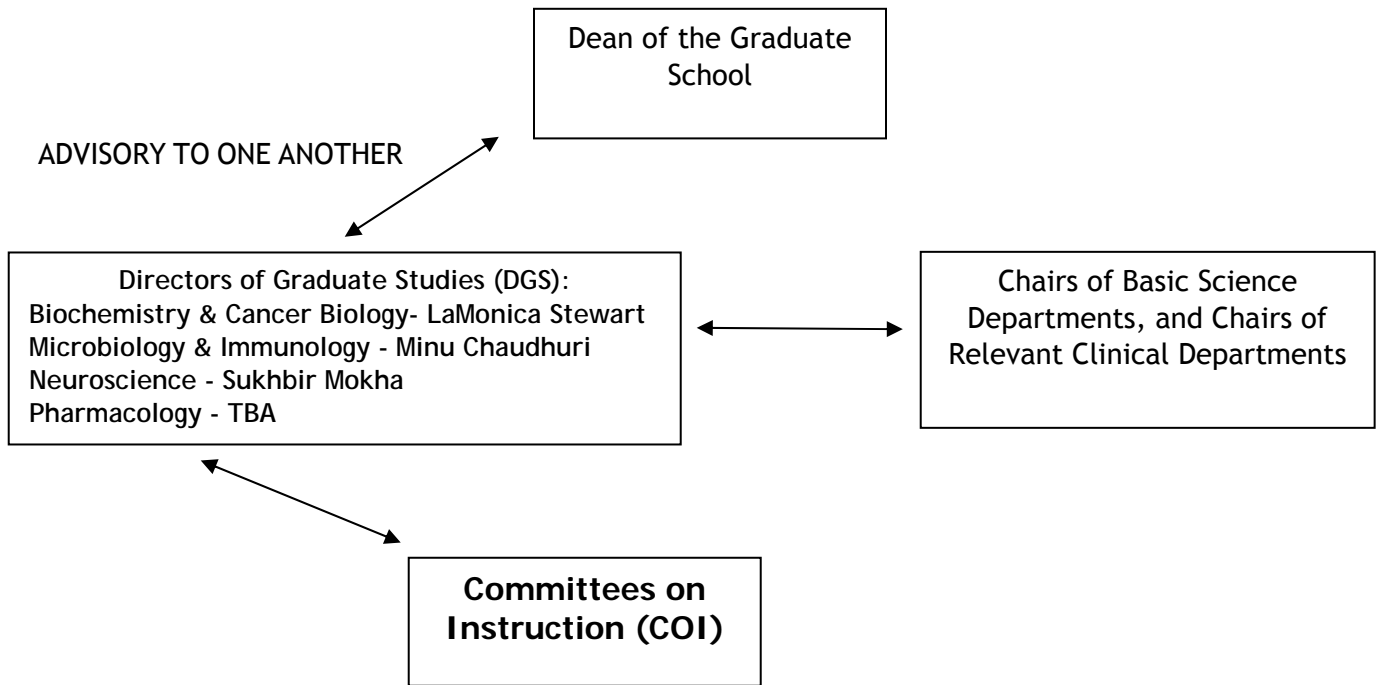 Dean of the Graduate
School
ADVISORY TO ONE ANOTHER
Directors of Graduate Studies (DGS):
Biochemistry & Cancer Biology- LaMonica Stewart
Microbiology & Immunology - Minu Chaudhuri
Neuroscience - Sukhbir Mokha
Pharmacology - TBA
Chairs of Basic Science
Departments, and Chairs of
Relevant Clinical Departments
Committees on
Instruction (COI)